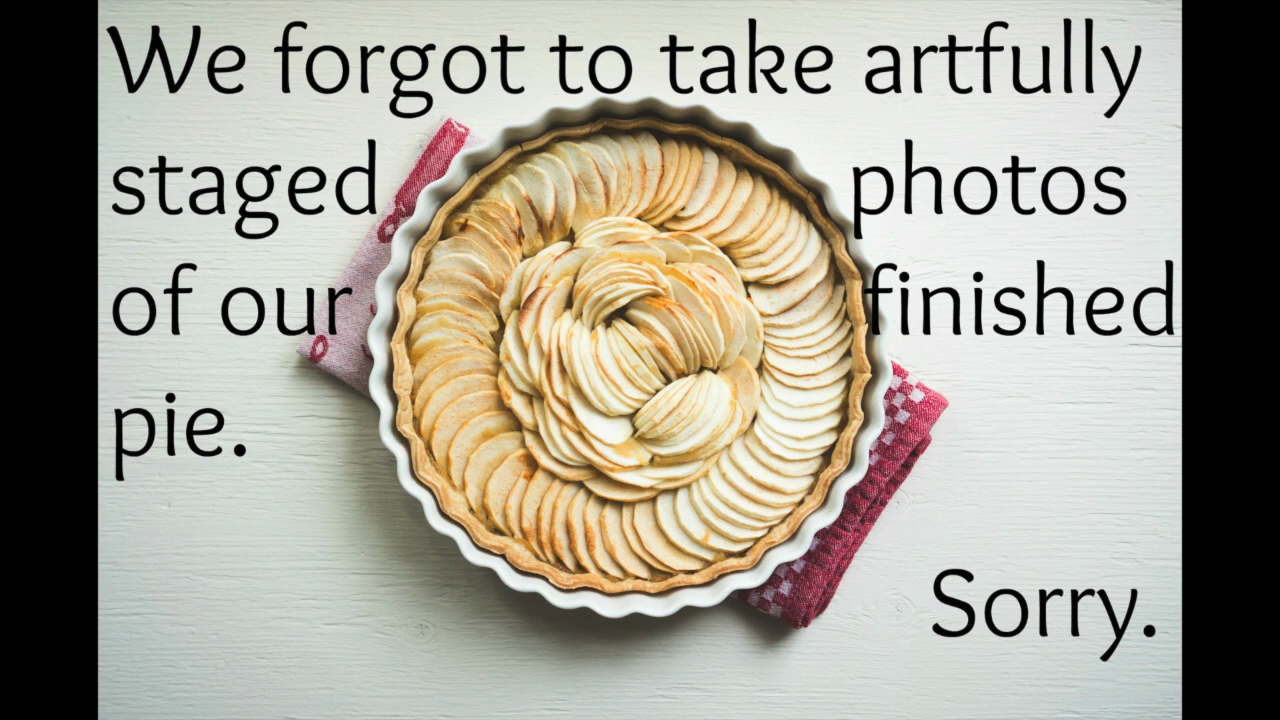 We forgot to take artfully
staged photos
of our finished
pie.
Sorry.